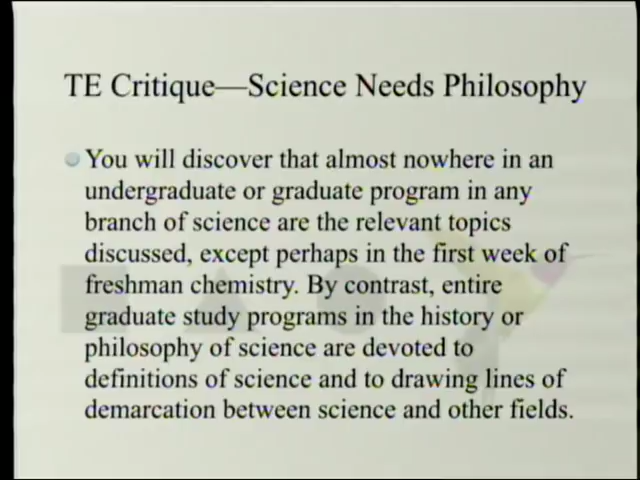 TE Critique—Science Needs Philosophy
You will discover that almost nowhere in an
undergraduate or graduate program in any
branch of science are the relevant topics
discussed, except perhaps in the first week of
freshman chemistry. By contrast, entire
graduate study programs in the history or
philosophy of science are devoted to
definitions of science and to drawing lines of
demarcation between science and other fields.